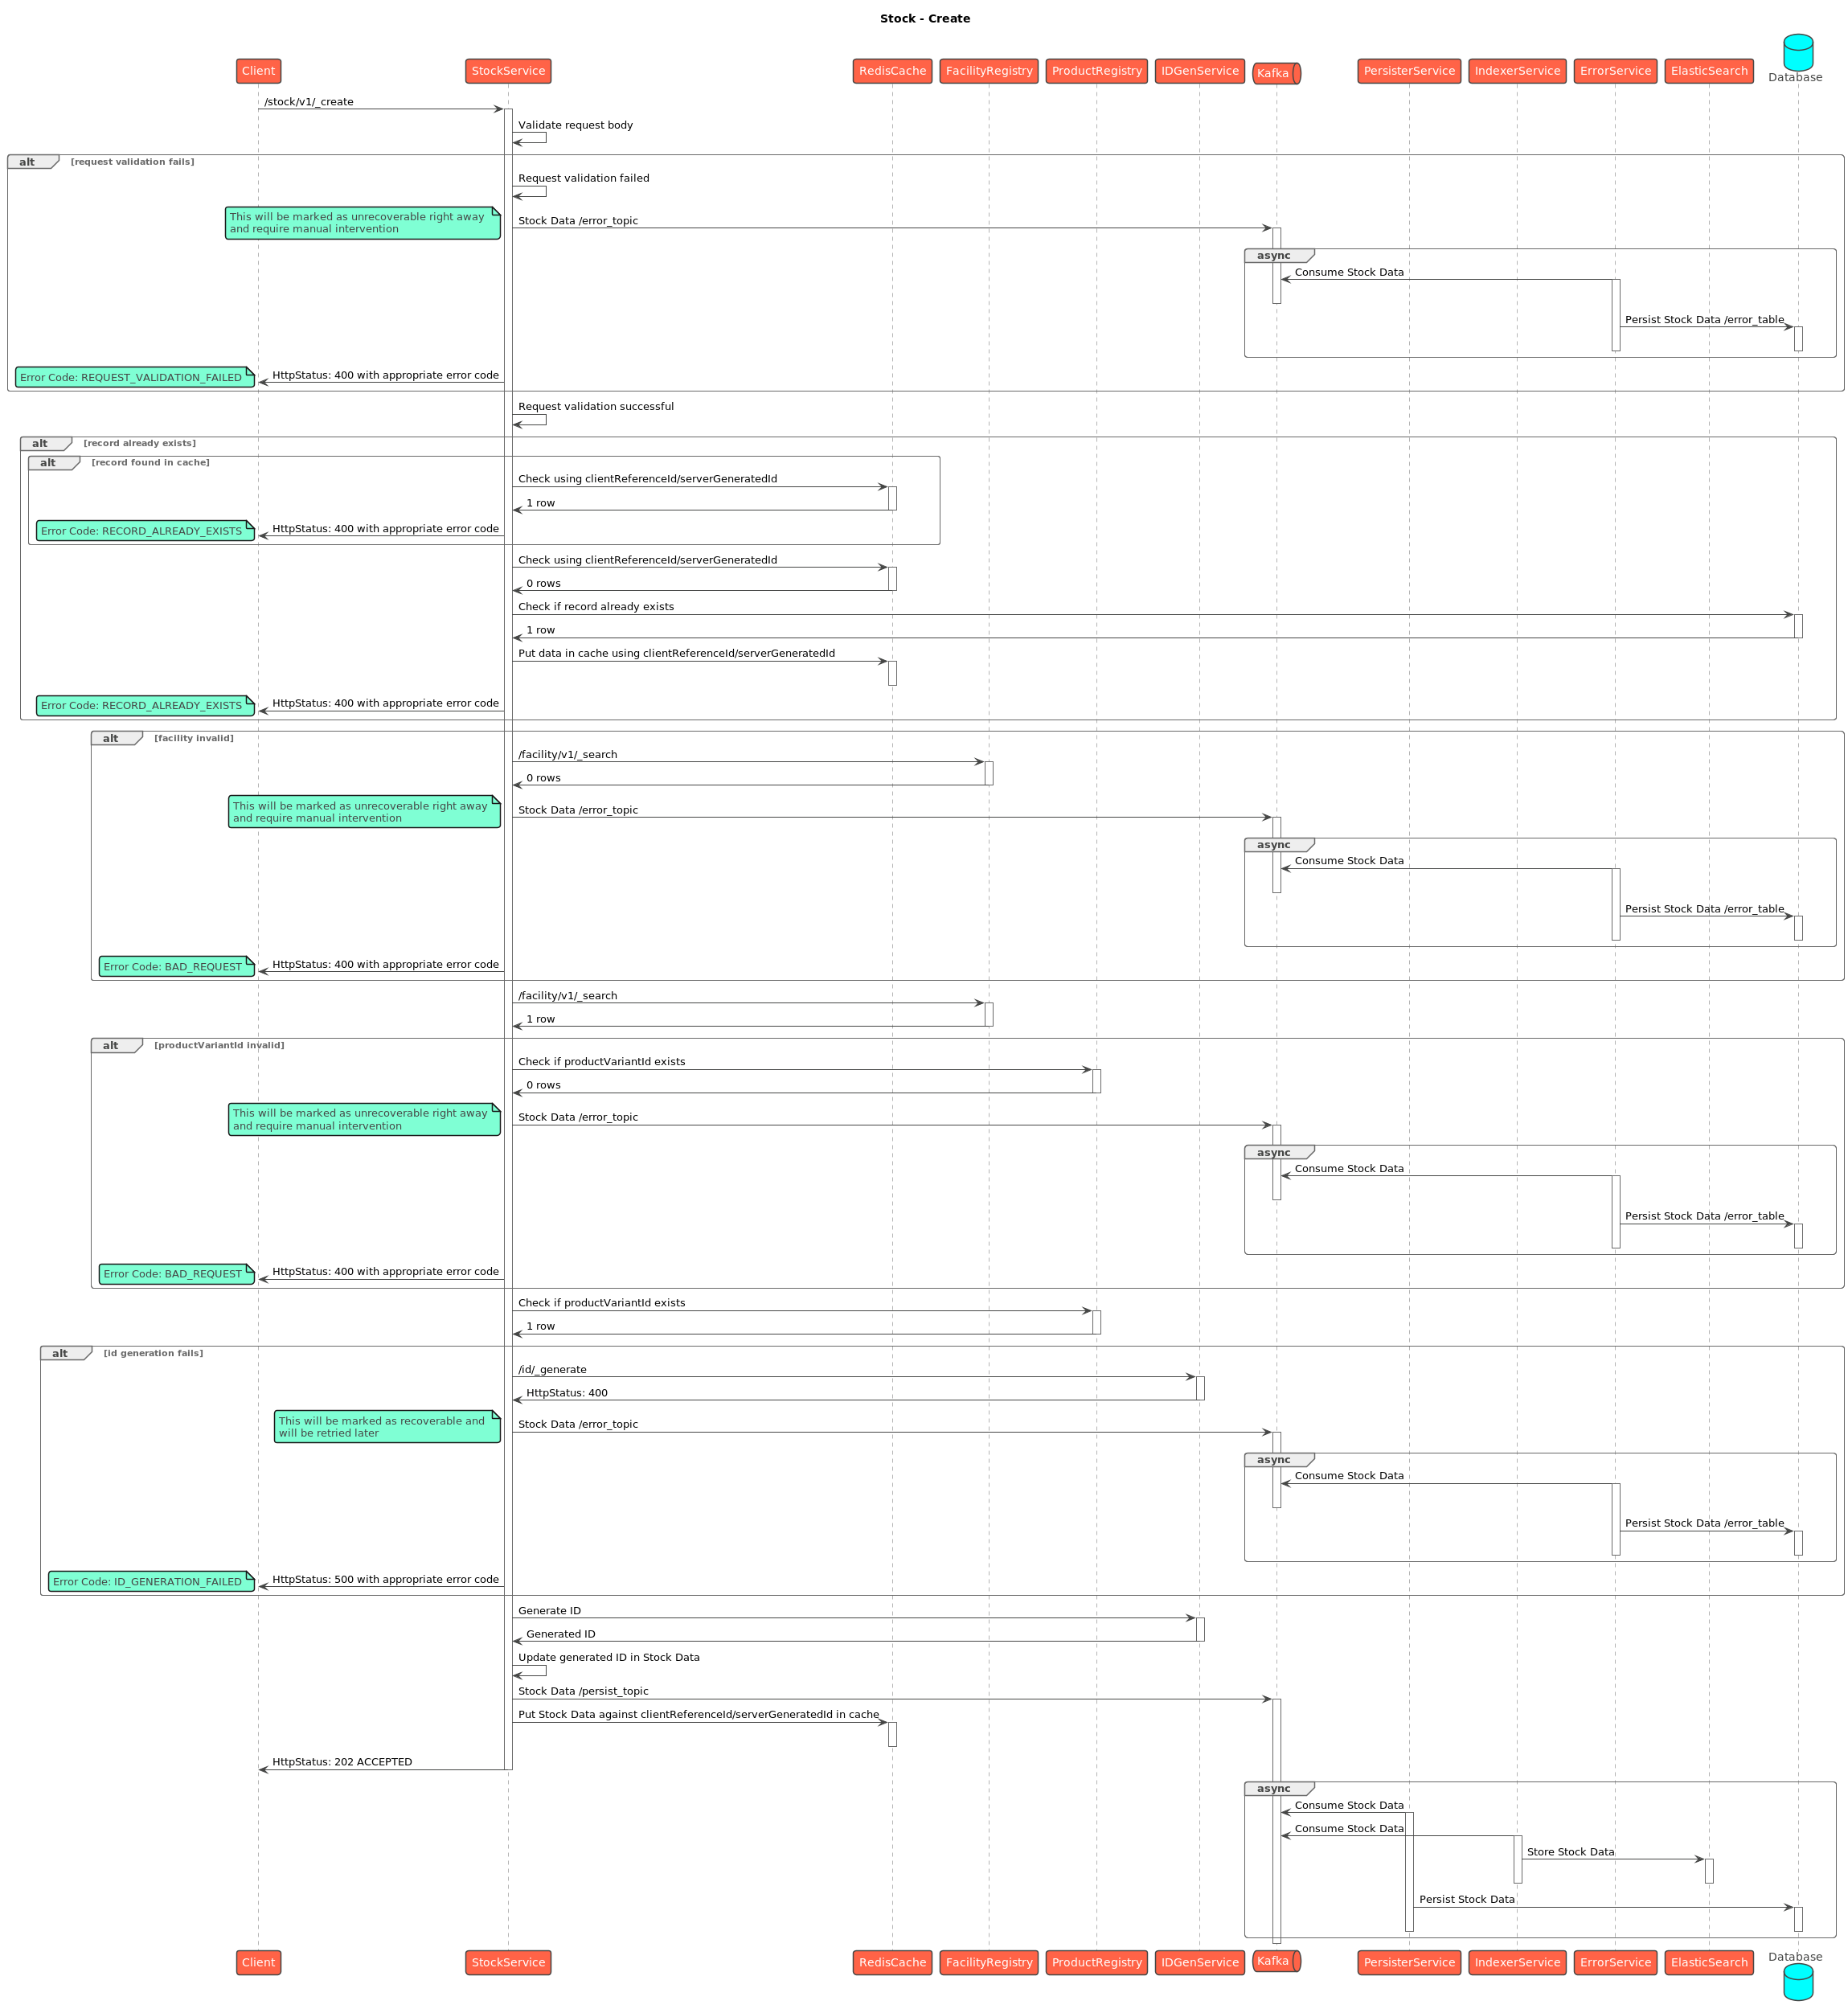 Stock - Create
Client
StockService
RedisCache
FacilityRegistry
ProductRegistry
IDGenService
Kafka
PersisterService
IndexerService
ErrorService
ElasticSearch
Database
/stock/v1/_create
Validate request body
alt [request validation fails]
Request validation failed
This will be marked as unrecoverable right away
and require manual intervention
Stock Data /error_topic
async
Consume Stock Data
Persist Stock Data /error_table
Error Code: REQUEST_VALIDATION_FAILED
HttpStatus: 400 with appropriate error code
Request validation successful
alt [record already exists]
alt [record found in cache]
Check using clientReferenceId/serverGeneratedId
1 row
Error Code: RECORD_ALREADY_EXISTS
HttpStatus: 400 with appropriate error code
Check using clientReferenceId/serverGeneratedId
0 rows
Check if record already exists
1 row
Put data in cache using clientReferenceId/serverGeneratedId
Error Code: RECORD_ALREADY_EXISTS
HttpStatus: 400 with appropriate error code
alt [facility invalid]
/facility/v1/_search
0 rows
This will be marked as unrecoverable right away
and require manual intervention
Stock Data /error_topic
async
Consume Stock Data
Persist Stock Data /error_table
Error Code: BAD_REQUEST
HttpStatus: 400 with appropriate error code
/facility/v1/_search
1 row
alt [productVariantId invalid]
Check if productVariantId exists
0 rows
This will be marked as unrecoverable right away
and require manual intervention
Stock Data /error_topic
async
Consume Stock Data
Persist Stock Data /error_table
Error Code: BAD_REQUEST
HttpStatus: 400 with appropriate error code
Check if productVariantId exists
1 row
alt [id generation fails]
/id/_generate
HttpStatus: 400
This will be marked as recoverable and
will be retried later
Stock Data /error_topic
async
Consume Stock Data
Persist Stock Data /error_table
Error Code: ID_GENERATION_FAILED
HttpStatus: 500 with appropriate error code
Generate ID
Generated ID
Update generated ID in Stock Data
Stock Data /persist_topic
Put Stock Data against clientReferenceId/serverGeneratedId in cache
HttpStatus: 202 ACCEPTED
async
Consume Stock Data
Consume Stock Data
Store Stock Data
Persist Stock Data
Client
StockService
RedisCache
FacilityRegistry
ProductRegistry
IDGenService
Kafka
PersisterService
IndexerService
ErrorService
ElasticSearch
Database